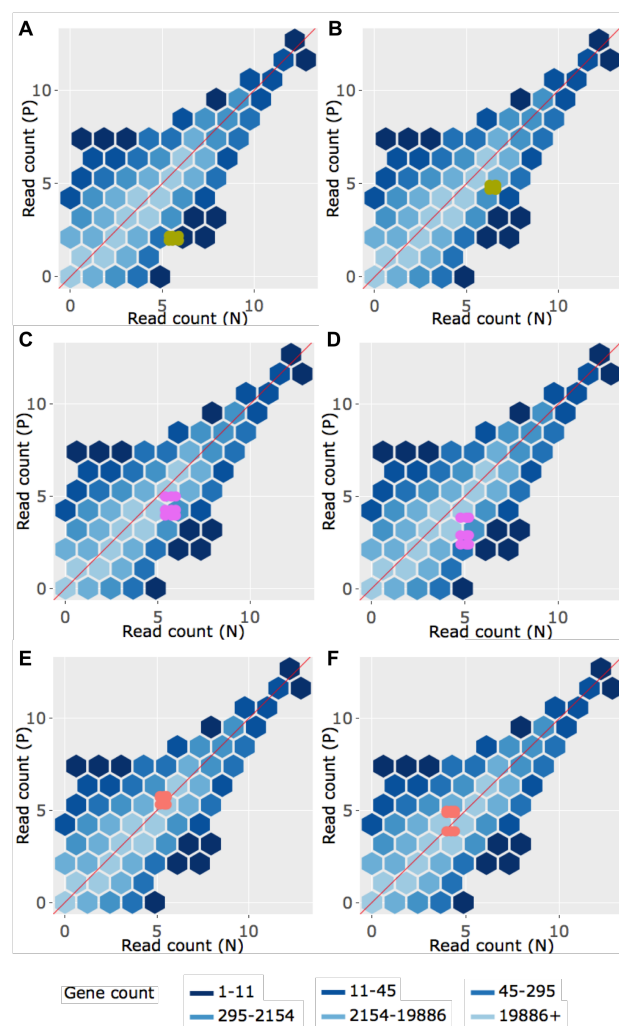 A B
10 10
Read count (P) Read count (P)
5 5
0 0
0 5 10 0 5 10
Read count (N) Read count (N)
C D
10 10
Read count (P) Read count (P)
5 5
0 0
0 5 10 0 5 10
Read count (N) Read count (N)
E F
10 10
Read count (P) Read count (P)
5 5
0 0
0 5 10 0 5 10
Read count (N) Read count (N)
Gene count 1-11 11-45 45-295
295-2154 2154-19886 19886+